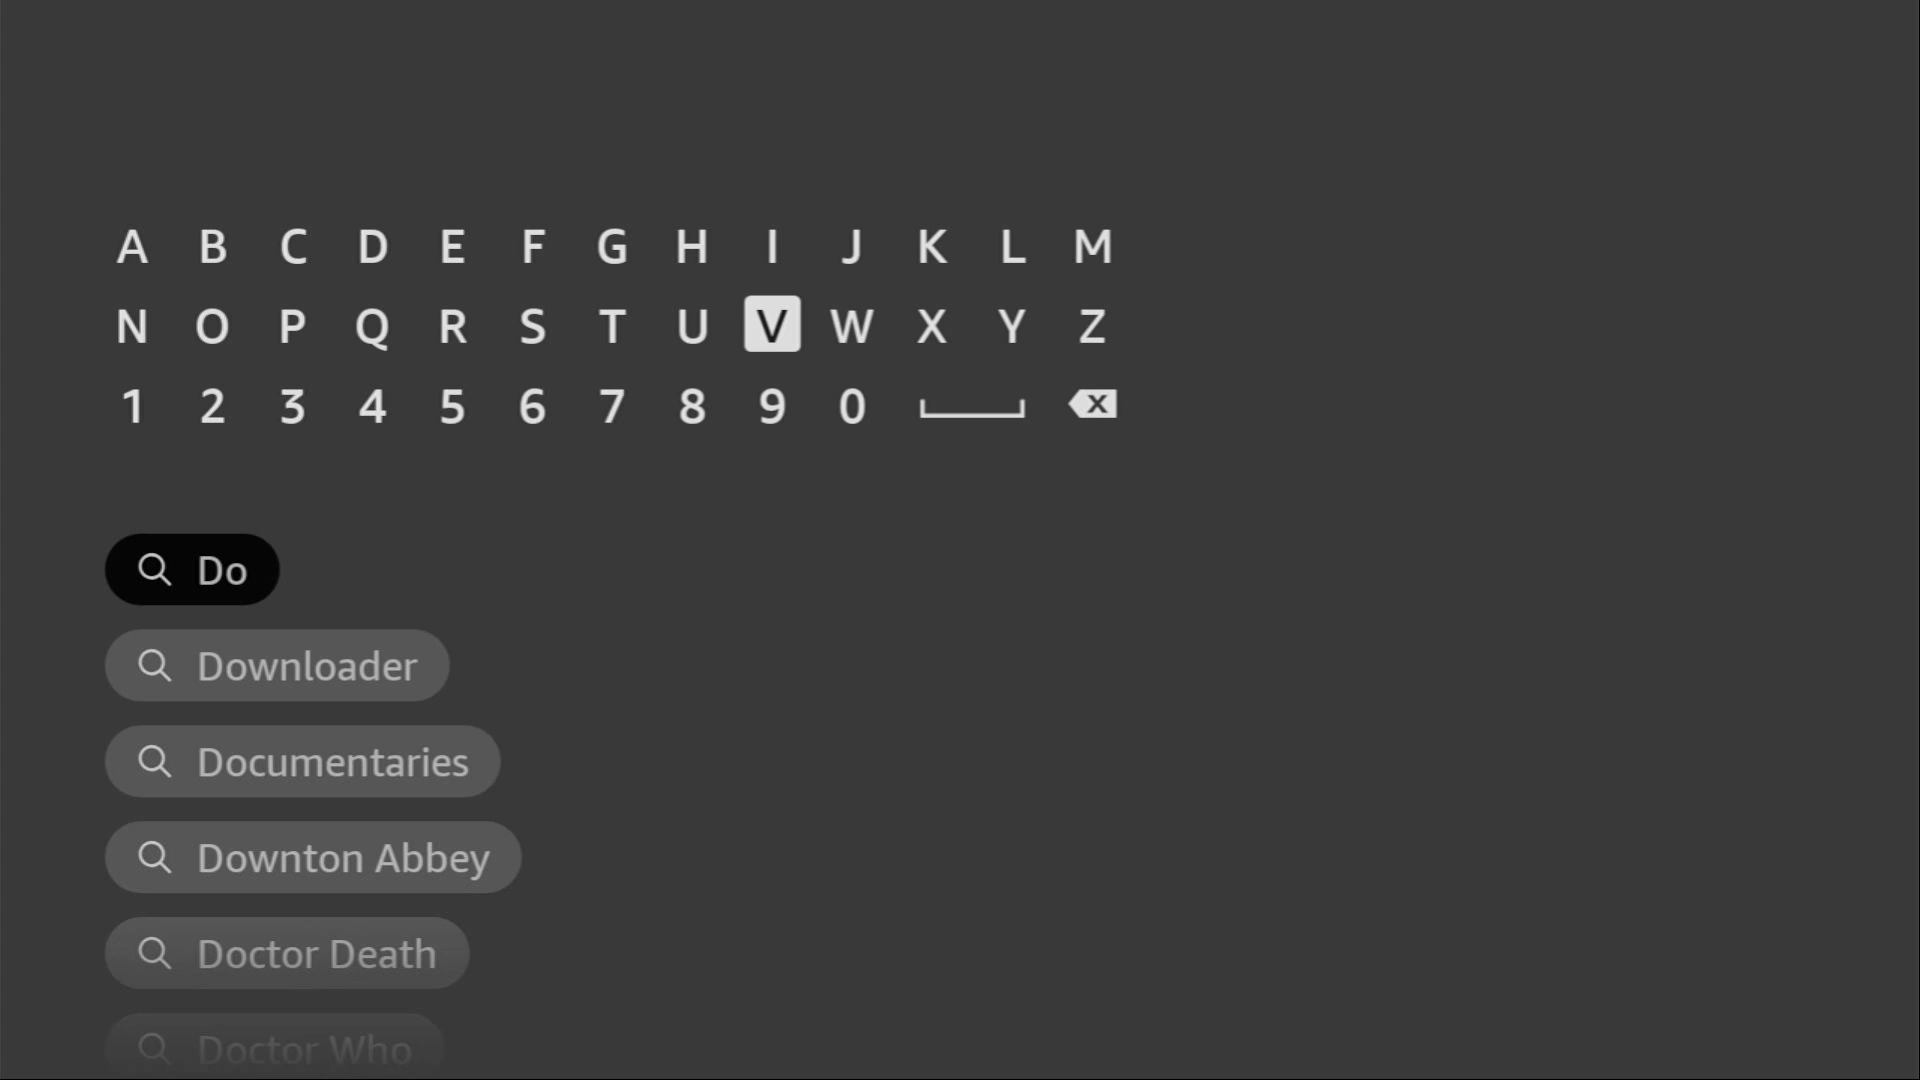 A B C D E F G H I J K L M
N O P Q R S T U V W X Y Z
1 2 3 4 5 6 7 8 9 0
Do
Downloader
Documentaries
Downton Abbey
Doctor Death
Doctor Who